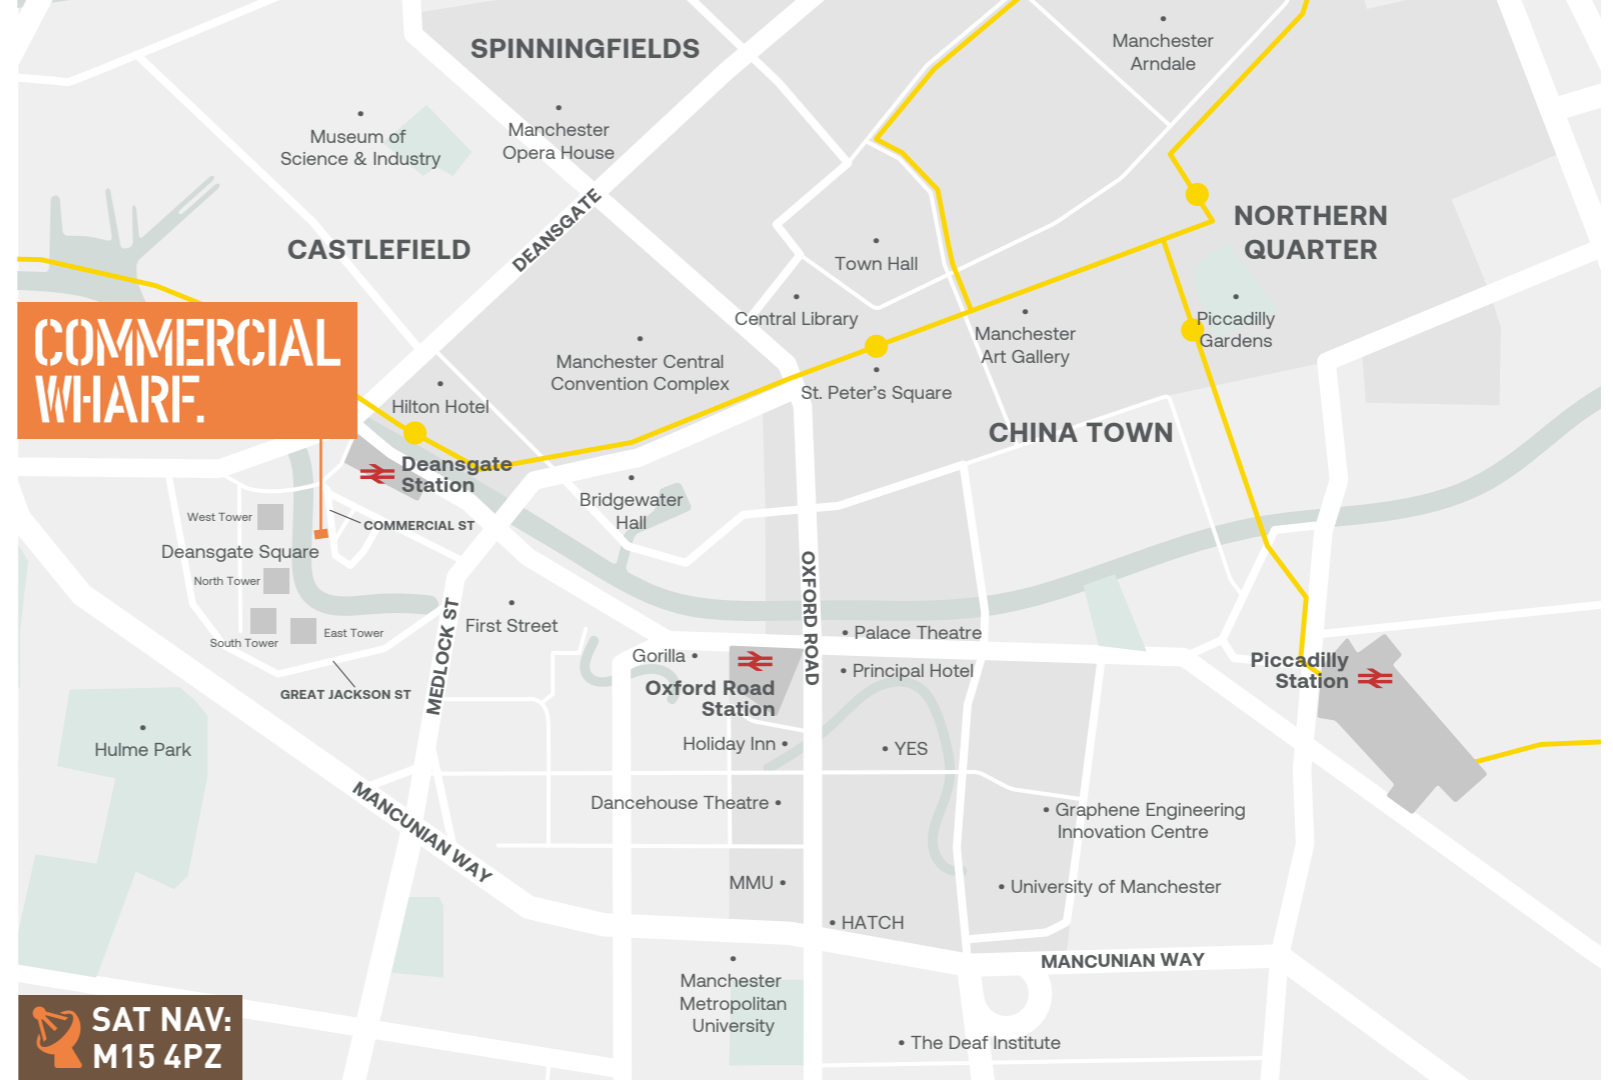 SPINNINGFIELDS
Manchester
Arndale
Museum of
Science & Industry
Manchester
Opera House
DEANSGATE
CASTLEFIELD
NORTHERN
QUARTER
Town Hall
Central Library
Manchester
Art Gallery
Piccadilly
Gardens
COMMERCIAL
WHARF.
Manchester Central
Convention Complex
St. Peter's Square
Hilton Hotel
CHINA TOWN
Deansgate
Station
Bridgewater
Hall
West Tower
COMMERCIAL ST
Deansgate Square
North Tower
South Tower
East Tower
GREAT JACKSON ST
MEDLOCK ST
First Street
OXFORD ROAD
Palace Theatre
Gorilla
Principal Hotel
Oxford Road
Station
Piccadilly
Station
Hulme Park
Holiday Inn
YES
MANCUNIAN WAY
Dancehouse Theatre
Graphene Engineering
Innovation Centre
MMU
University of Manchester
HATCH
MANCUNIAN WAY
Manchester
Metropolitan
University
The Deaf Institute
SAT NAV:
M15 4PZ